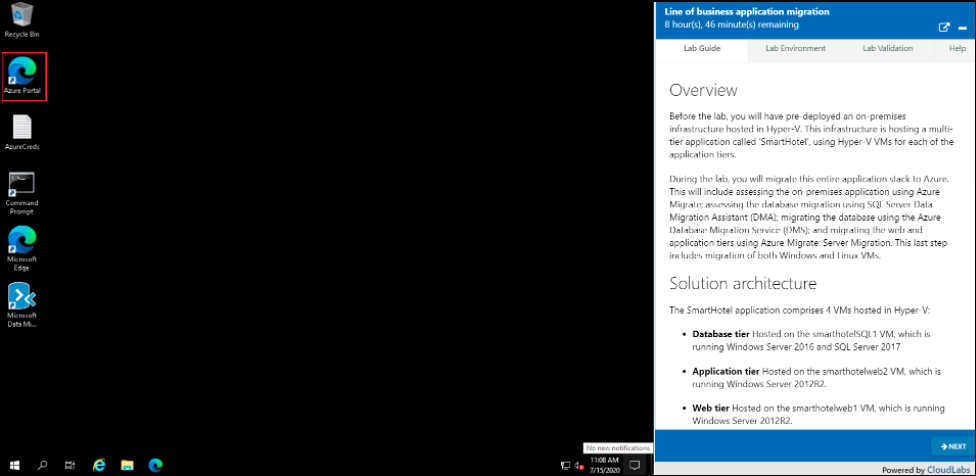 Recycle Bin
Azure Portal
AzureCreds
Command
Prompt
Microsoft
Edge
Microsoft
Data Mi...
No new notifications
11:08 AM
7/15/2020
Line of business application migration
8 hour(s), 46 minute(s) remaining
Lab Guide
Lab Environment
Lab Validation
Help
Overview
Before the lab, you will have pre-deployed an on-premises
infrastructure hosted in Hyper-V. This infrastructure is hosting a multi-
tier application called 'SmartHotel', using Hyper-V VMs for each of the
application tiers.
During the lab, you will migrate this entire application stack to Azure.
This will include assessing the on-premises application using Azure
Migrate; assessing the database migration using SQL Server Data
Migration Assistant (DMA); migrating the database using the Azure
Database Migration Service (DMS); and migrating the web and
application tiers using Azure Migrate: Server Migration. This last step
includes migration of both Windows and Linux VMs.
Solution architecture
The SmartHotel application comprises 4 VMs hosted in Hyper-V:
• Database tier Hosted on the smarthotelSQL1 VM, which is
running Windows Server 2016 and SQL Server 2017
• Application tier Hosted on the smarthotelweb2 VM, which is
running Windows Server 2012R2.
• Web tier Hosted on the smarthotelweb1 VM, which is running
Windows Server 2012R2.
NEXT
Powered by CloudLabs